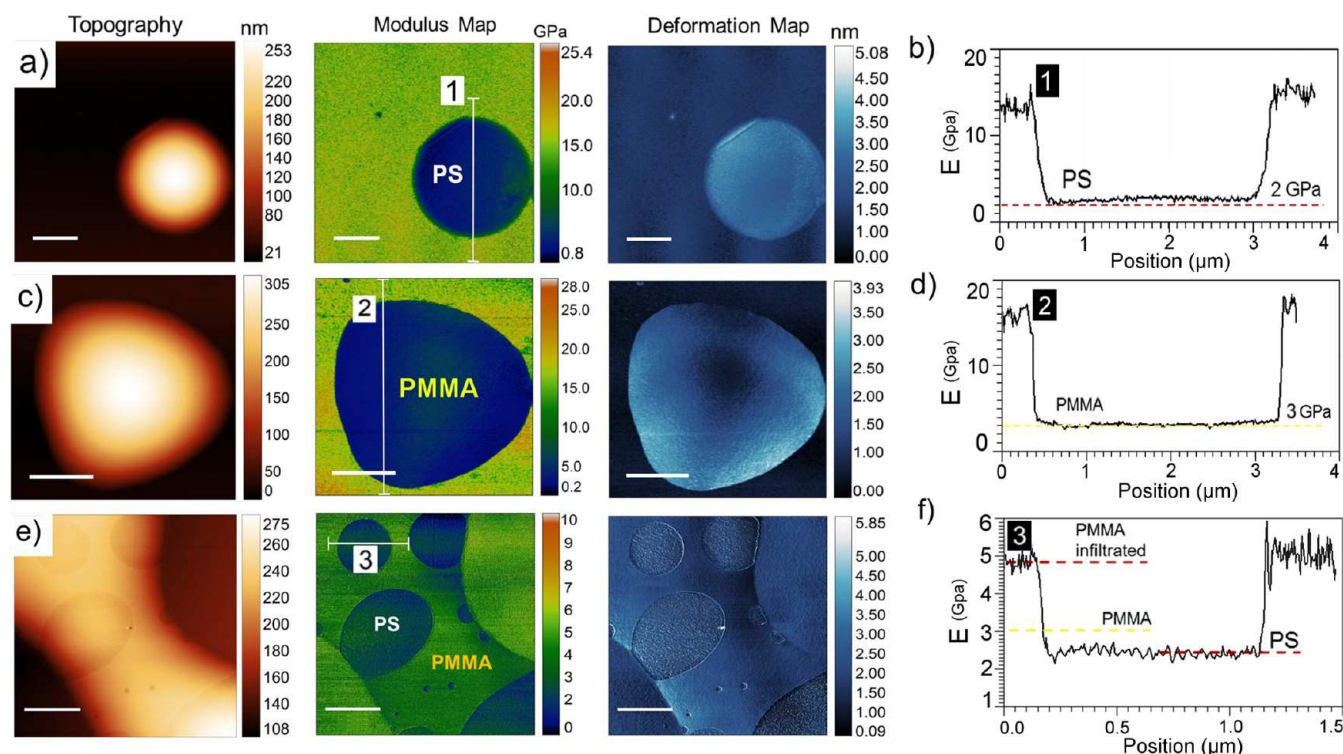 Topography
Modulus Map
Deformation Map
a)
nm
253
220
200
180
160
140
120
100
80
21
1
PS
GPa
25.4
20.0
15.0
10.0
0.8
nm
5.08
4.50
4.00
3.50
3.00
2.50
2.00
1.50
1.00
0.00
b)
E (Gpa)
20
10
0
1
PS
2 GPa
0 1 2 3 4
Position (µm)
c)
305
250
200
150
100
50
0
2
PMMA
28.0
25.0
20.0
15.0
10.0
5.0
0.2
3.93
3.00
2.50
2.00
1.50
1.00
0.00
d)
E (Gpa)
20
10
0
2
PMMA
3 GPa
0 1 2 3 4
Position (µm)
e)
275
260
240
220
200
180
160
140
108
3
PS
PMMA
10
9
8
7
6
5
4
3
2
0
5.85
5.00
4.50
4.00
3.50
3.00
2.50
2.00
1.50
1.00
0.09
f)
E (Gpa)
6
5
4
3
2
1
3
PMMA
infiltrated
PMMA
PS
0.0 0.5 1.0 1.5
Position (µm)